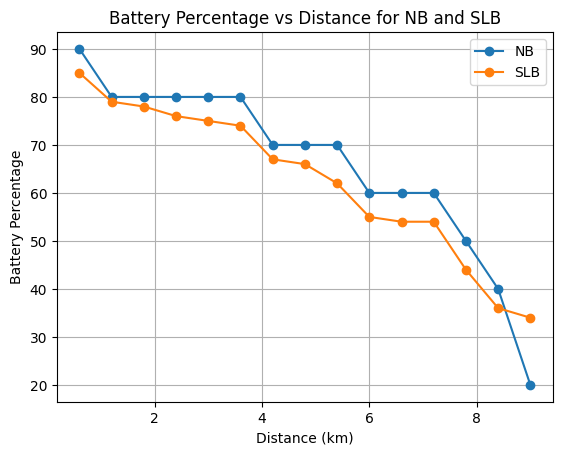 Battery Percentage vs Distance for NB and SLB
NB
SLB
Battery Percentage
90
80
70
60
50
40
30
20
2 4 6 8
Distance (km)